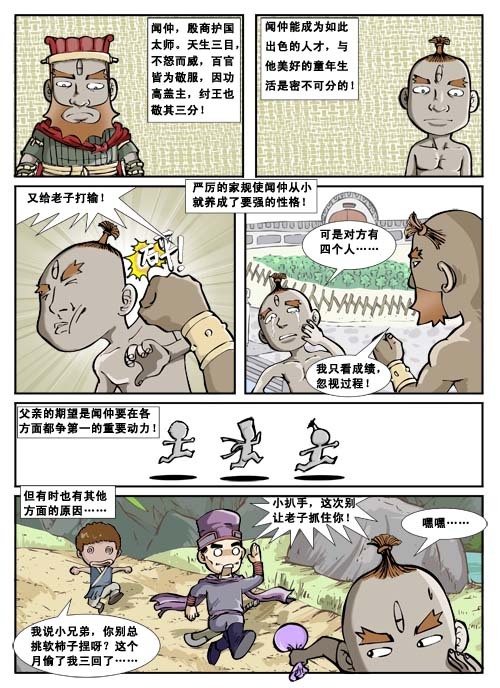 闻仲，殷商护国
太师。天生三目，
不怒而威，百官
皆为敬服，因功
高盖主，纣王也
敬其三分！
闻仲能成为如此
出色的人才，与
他美好的童年生
活是密不可分的！
严厉的家规使闻仲从小
就养成了要强的性格！
又给老子打输！
可是对方有
四个人……
我只看成绩，
忽视过程！
父亲的期望是闻仲要在各
方面都争第一的重要动力！
但有时也有其他
方面的原因……
小扒手，这次别
让老子抓住你！
嘿嘿……
我说小兄弟，你别总
挑软柿子捏呀？这个
月偷了我三回了……